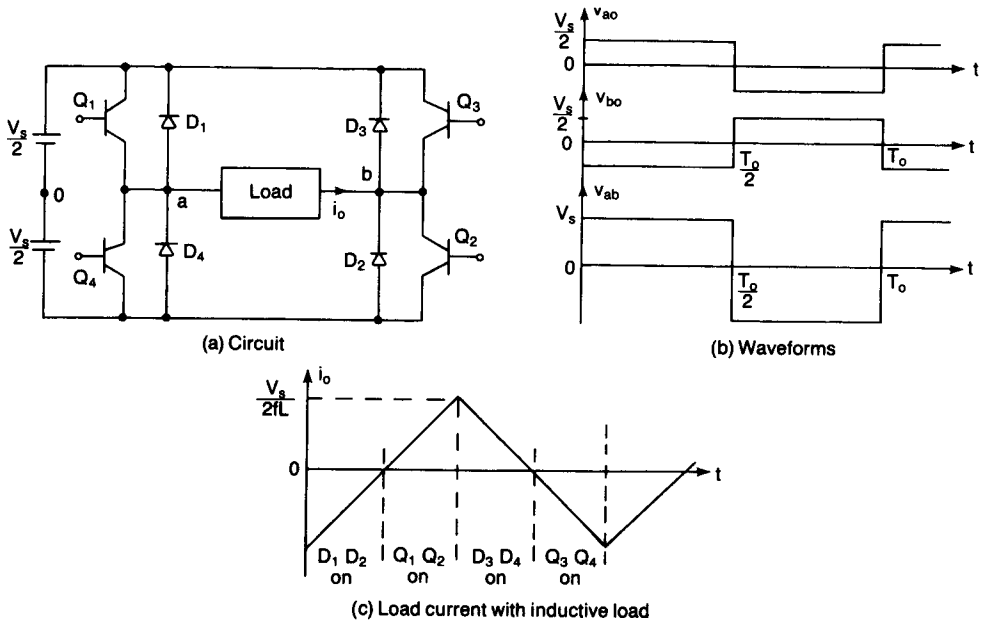 Q₁
D₁
D₃
Q₃
Vₛ/2
0
a
Load
b
iₒ
Vₛ/2
Q₄
D₄
D₂
Q₂
(a) Circuit
vₐₒ
Vₛ/2
0
t
v_bo
Vₛ/2
0
Tₒ/2
Tₒ
t
v_ab
Vₛ
0
Tₒ/2
Tₒ
t
(b) Waveforms
iₒ
Vₛ/2fL
0
t
D₁ D₂ Q₁ Q₂ D₃ D₄ Q₃ Q₄
on on on on
(c) Load current with inductive load